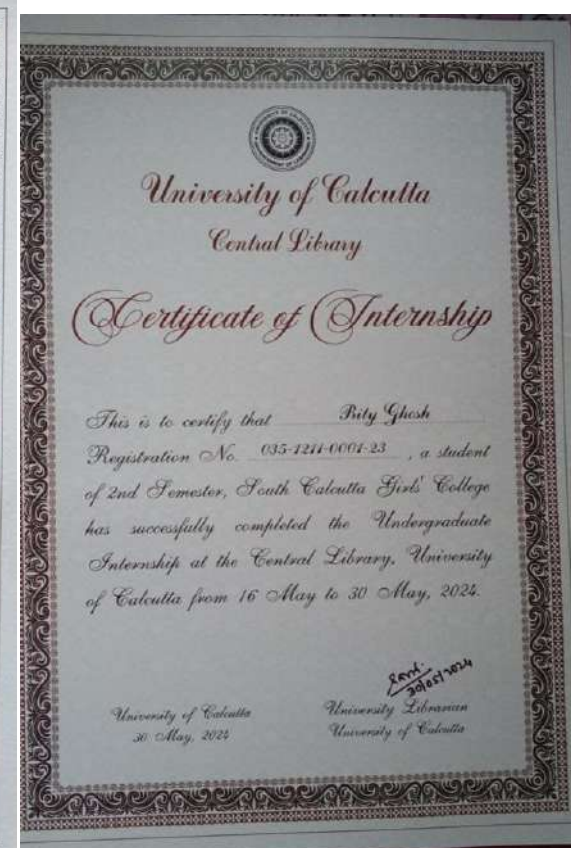 University of Calcutta
Central Library
Certificate of Internship
This is to certify that Rity Ghosh
Registration No. 035-1211-0001-23, a student
of 2nd Semester, South Calcutta Girls' College
has successfully completed the Undergraduate
Internship at the Central Library, University
of Calcutta from 16 May to 30 May, 2024.
30/05/2024
University of Calcutta
30 May, 2024
University Librarian
University of Calcutta